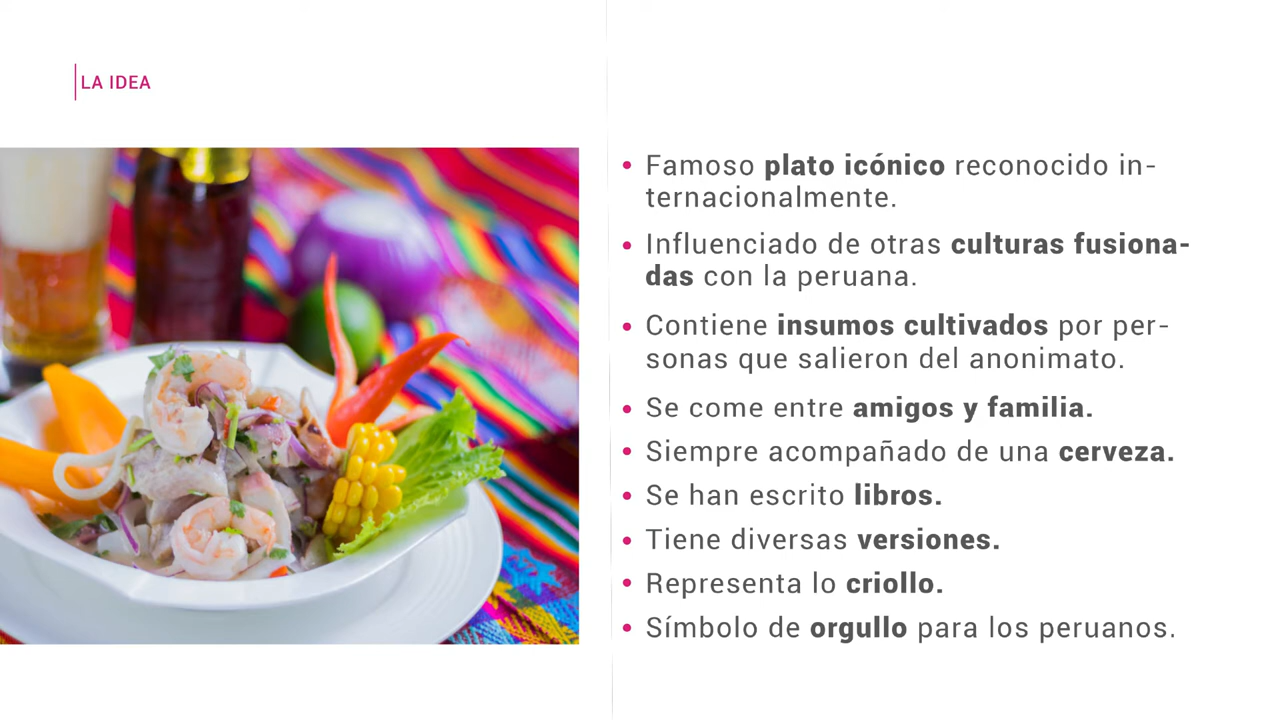 LA IDEA
• Famoso plato icónico reconocido in-
ternacionalmente.
• Influenciado de otras culturas fusiona-
das con la peruana.
• Contiene insumos cultivados por per-
sonas que salieron del anonimato.
• Se come entre amigos y familia.
• Siempre acompañado de una cerveza.
• Se han escrito libros.
• Tiene diversas versiones.
• Representa lo criollo.
• Símbolo de orgullo para los peruanos.